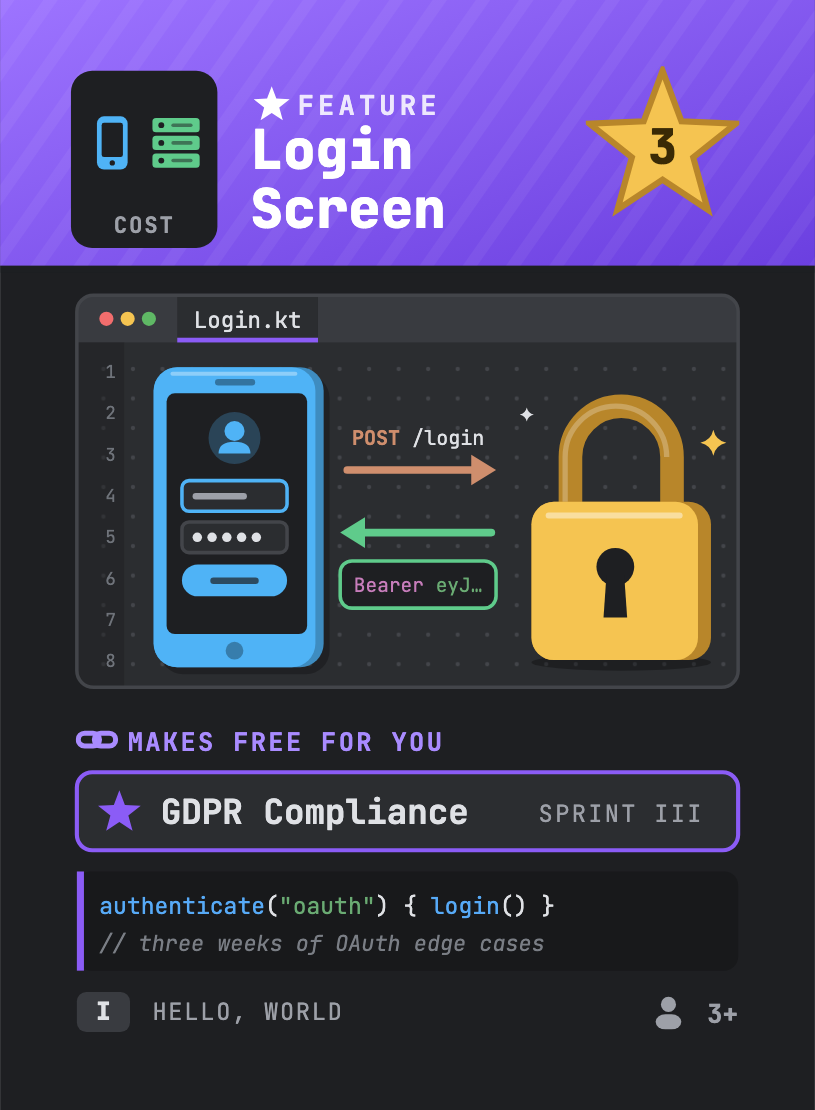 FEATURE
Login
Screen
COST
3
Login.kt
1
2
3
4
5
6
7
8
POST /login
Bearer eyJ…
MAKES FREE FOR YOU
GDPR Compliance
SPRINT III
authenticate("oauth") { login() }
// three weeks of OAuth edge cases
I
HELLO, WORLD
3+